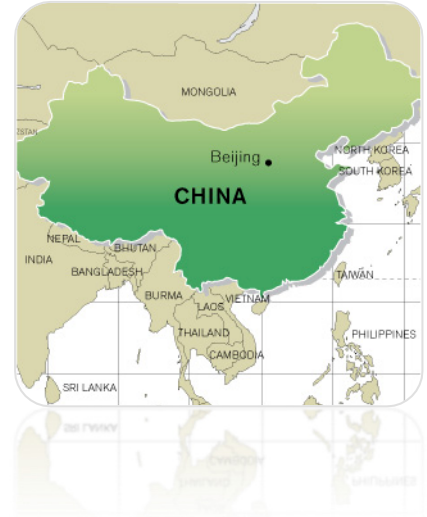 MONGOLIA
ZSTAN
Beijing
NORTH KOREA
SOUTH KOREA
CHINA
NEPAL
BHUTAN
INDIA
BANGLADESH
TAIWAN
BURMA
VIETNAM
LAOS
THAILAND
PHILIPPINES
CAMBODIA
SRI LANKA